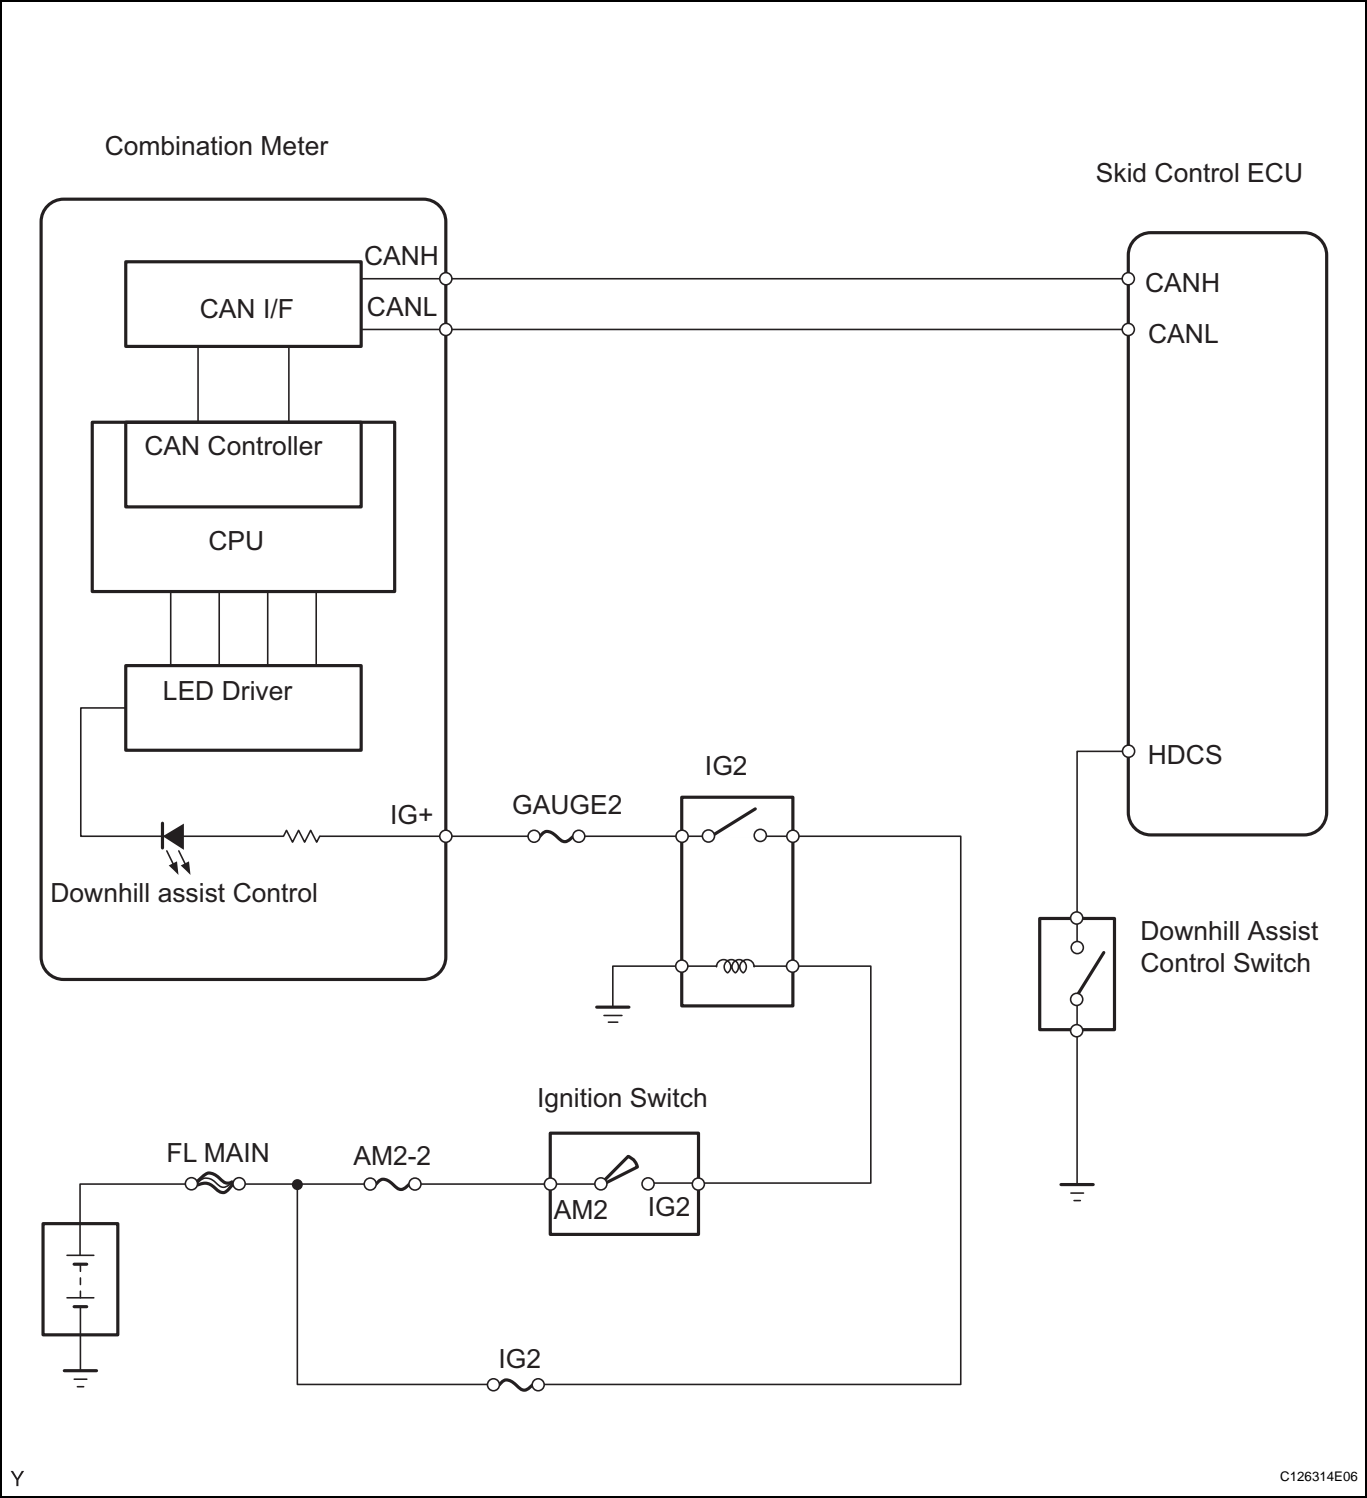 Combination Meter
Skid Control ECU
CANH
CAN I/F
CANL
CANH
CANL
CAN Controller
CPU
LED Driver
HDCS
IG2
IG+
GAUGE2
Downhill assist Control
Downhill Assist
Control Switch
Ignition Switch
FL MAIN
AM2-2
AM2
IG2
IG2
Y
C126314E06